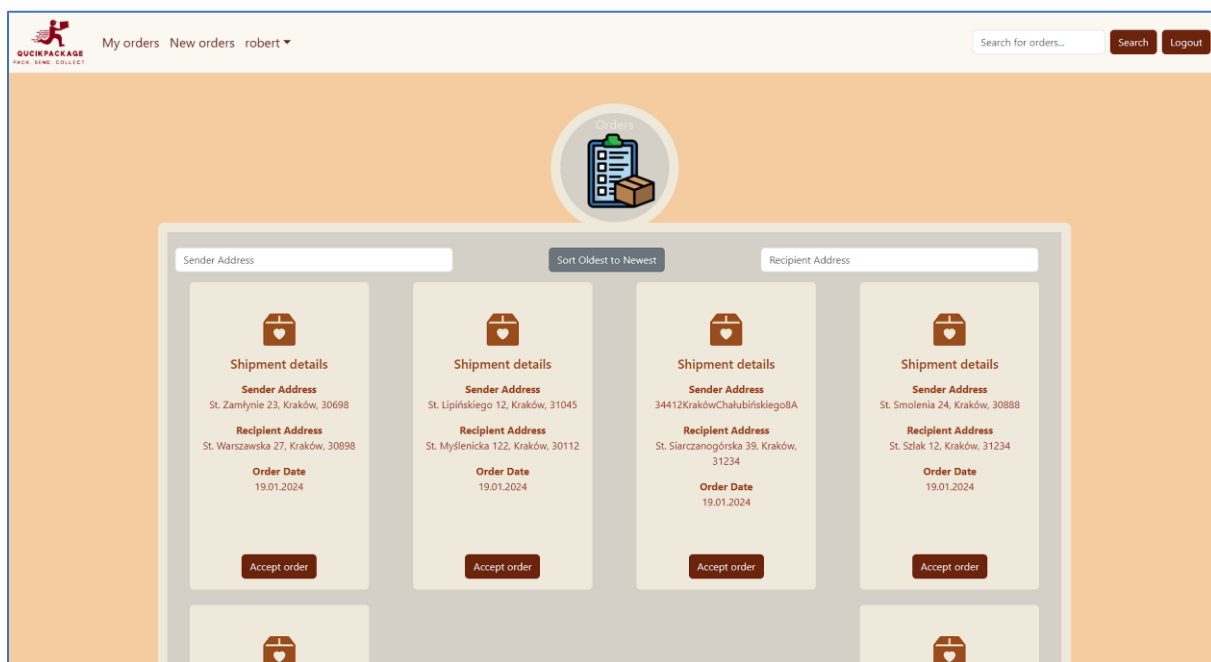 QUCIKPACKAGE
PACK. SEND. COLLECT.
My orders New orders robert
Search for orders...
Search
Logout
Orders
Sender Address
Sort Oldest to Newest
Recipient Address
Shipment details
Sender Address
St. Zamłynie 23, Kraków, 30698
Recipient Address
St. Warszawska 27, Kraków, 30898
Order Date
19.01.2024
Accept order
Shipment details
Sender Address
St. Lipińskiego 12, Kraków, 31045
Recipient Address
St. Myślenicka 122, Kraków, 30112
Order Date
19.01.2024
Accept order
Shipment details
Sender Address
34412KrakówChałubińskiego8A
Recipient Address
St. Siarczanogórska 39, Kraków,
31234
Order Date
19.01.2024
Accept order
Shipment details
Sender Address
St. Smolenia 24, Kraków, 30888
Recipient Address
St. Szlak 12, Kraków, 31234
Order Date
19.01.2024
Accept order